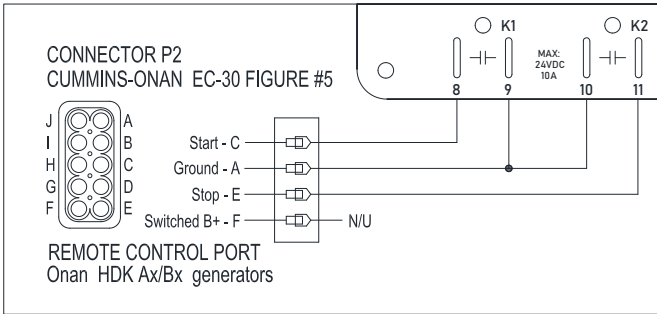 CONNECTOR P2
CUMMINS-ONAN EC-30 FIGURE #5
K1
K2
MAX:
24VDC
10A
8
9
10
11
J
A
I
B
H
C
G
D
F
E
Start - C
Ground - A
Stop - E
Switched B+ - F
N/U
REMOTE CONTROL PORT
Onan HDK Ax/Bx generators